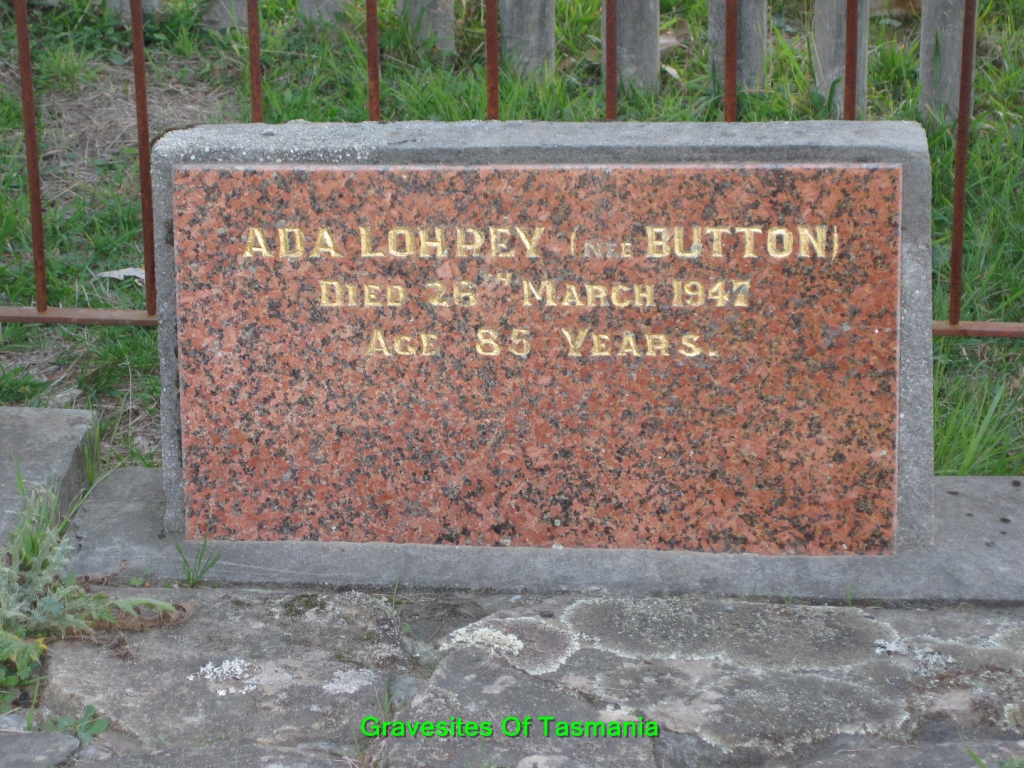 ADA LOHREY (NEE BUTTON)
DIED 26TH MARCH 1947
AGE 85 YEARS.
Gravesites Of Tasmania